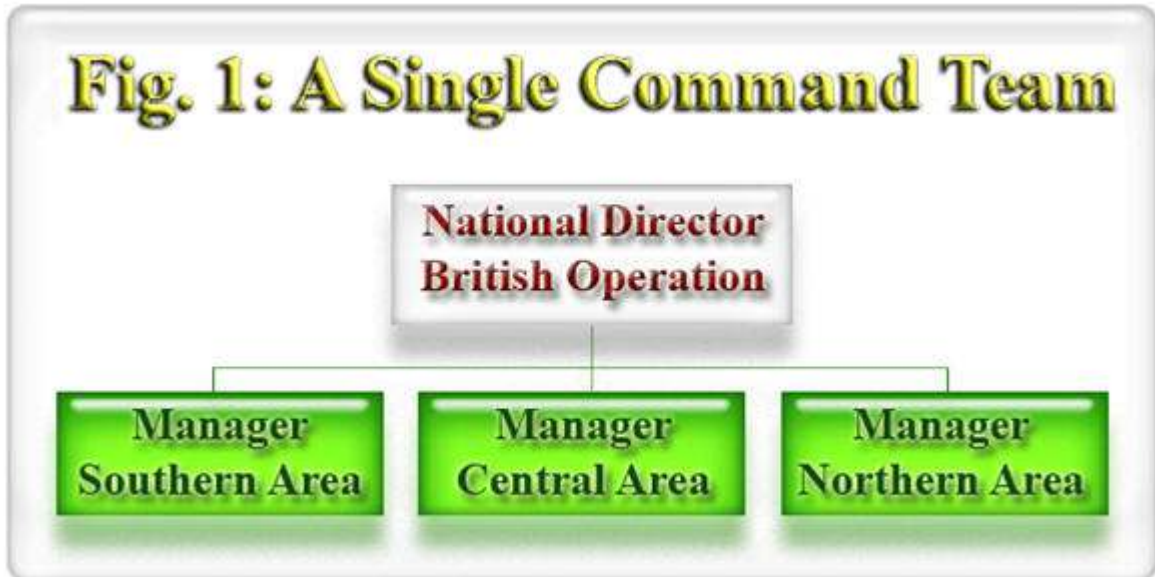 Fig. 1: A Single Command Team
National Director
British Operation
Manager
Southern Area
Manager
Central Area
Manager
Northern Area